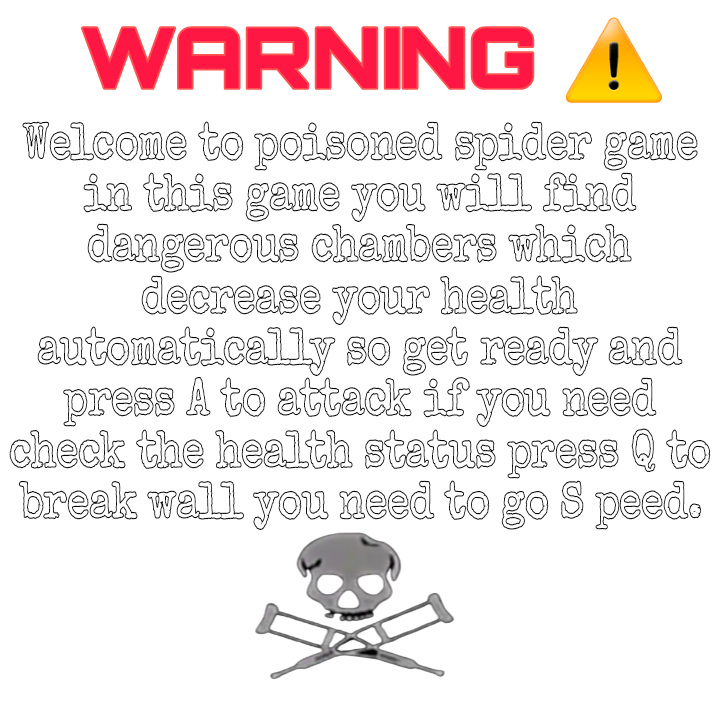 WARNING ⚠️
Welcome to poisoned spider game
in this game you will find
dangerous chambers which
decrease your health
automatically so get ready and
press A to attack if you need
check the health status press Q to
break wall you need to go S peed.